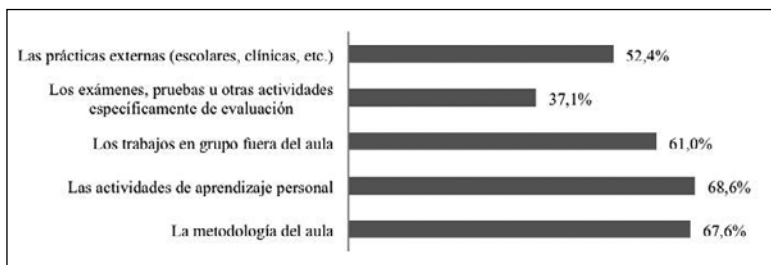 Las prácticas externas (escolares, clínicas, etc.)
52,4%
Los exámenes, pruebas u otras actividades
específicamente de evaluación
37,1%
Los trabajos en grupo fuera del aula
61,0%
Las actividades de aprendizaje personal
68,6%
La metodología del aula
67,6%